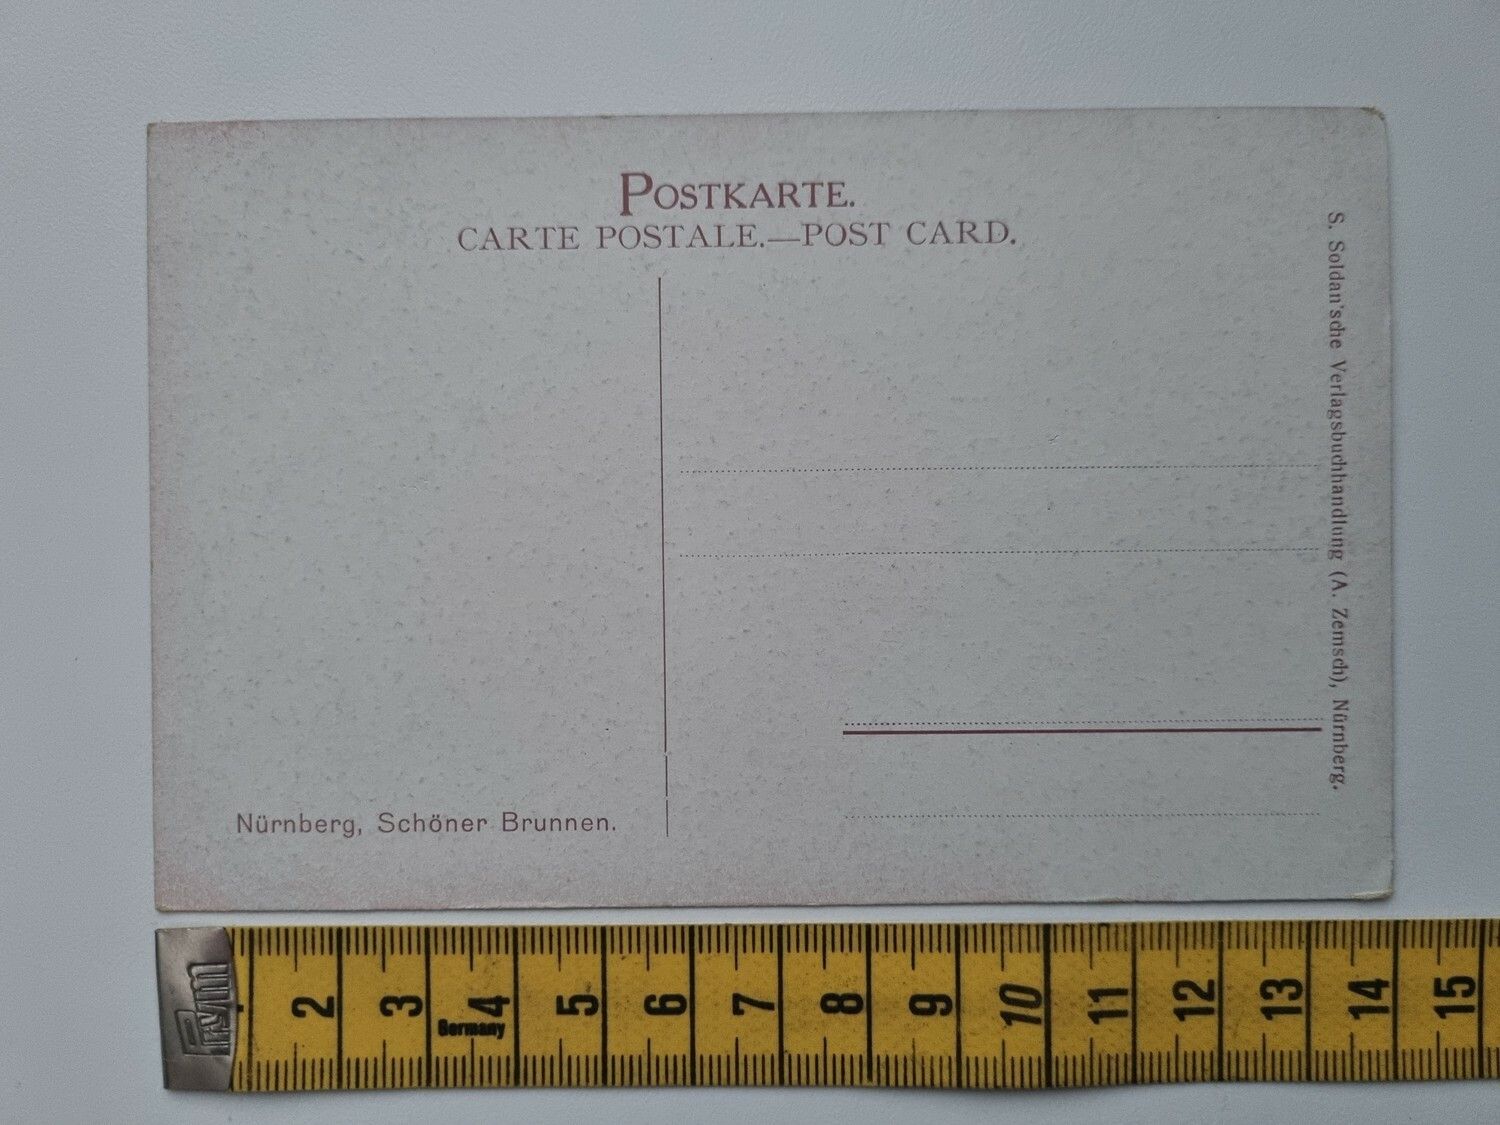 Postkarte.
CARTE POSTALE.—POST CARD.
S. Soldan'sche Verlagsbuchhandlung (A. Zemsch), Nürnberg.
Nürnberg, Schöner Brunnen.
Prym
2 3 4 5 6 7 8 9 10 11 12 13 14 15
Germany